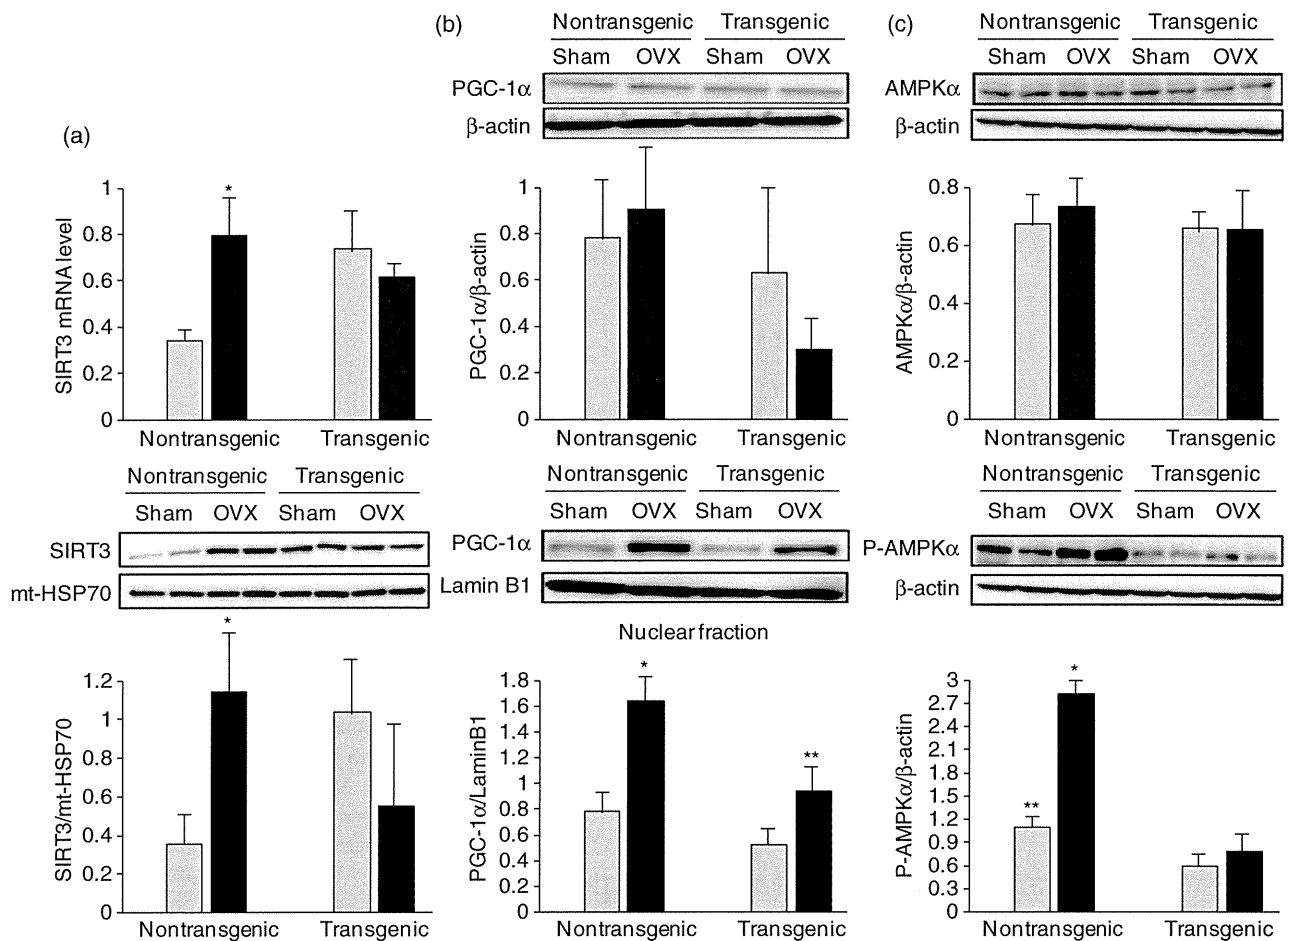 (a)
SIRT3 mRNA level
1
*
0.8
0.6
0.4
0.2
0
Nontransgenic Transgenic
Nontransgenic Transgenic
Sham OVX Sham OVX
SIRT3
mt-HSP70
SIRT3/mt-HSP70
*
1.2
1
0.8
0.6
0.4
0.2
0
Nontransgenic Transgenic
(b)
Nontransgenic Transgenic
Sham OVX Sham OVX
PGC-1α
β-actin
PGC-1α/β-actin
1
0.8
0.6
0.4
0.2
0
Nontransgenic Transgenic
Nontransgenic Transgenic
Sham OVX Sham OVX
PGC-1α
Lamin B1
Nuclear fraction
PGC-1α/LaminB1
*
**
1.8
1.6
1.4
1.2
1
0.8
0.6
0.4
0.2
0
Nontransgenic Transgenic
(c)
Nontransgenic Transgenic
Sham OVX Sham OVX
AMPKα
β-actin
AMPKα/β-actin
0.8
0.6
0.4
0.2
0
Nontransgenic Transgenic
Nontransgenic Transgenic
Sham OVX Sham OVX
P-AMPKα
β-actin
P-AMPKα/β-actin
*
**
3
2.7
2.4
2.1
1.8
1.5
1.2
0.9
0.6
0.3
0
Nontransgenic Transgenic